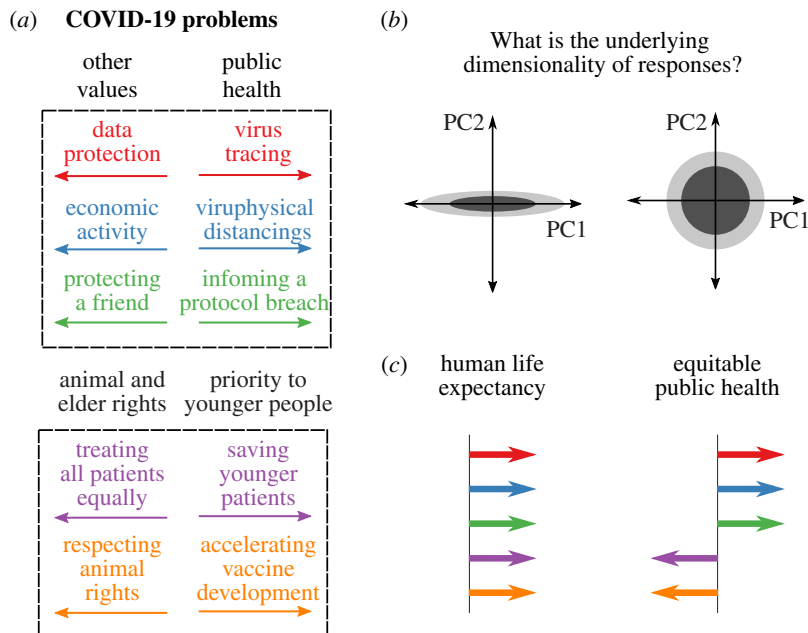 (a) COVID-19 problems
other values
public health
data protection
virus tracing
economic activity
viruphysical distancings
protecting a friend
infoming a protocol breach
animal and elder rights
priority to younger people
treating all patients equally
saving younger patients
respecting animal rights
accelerating vaccine development
(b)
What is the underlying
dimensionality of responses?
PC2
PC1
PC2
PC1
(c)
human life
expectancy
equitable
public health